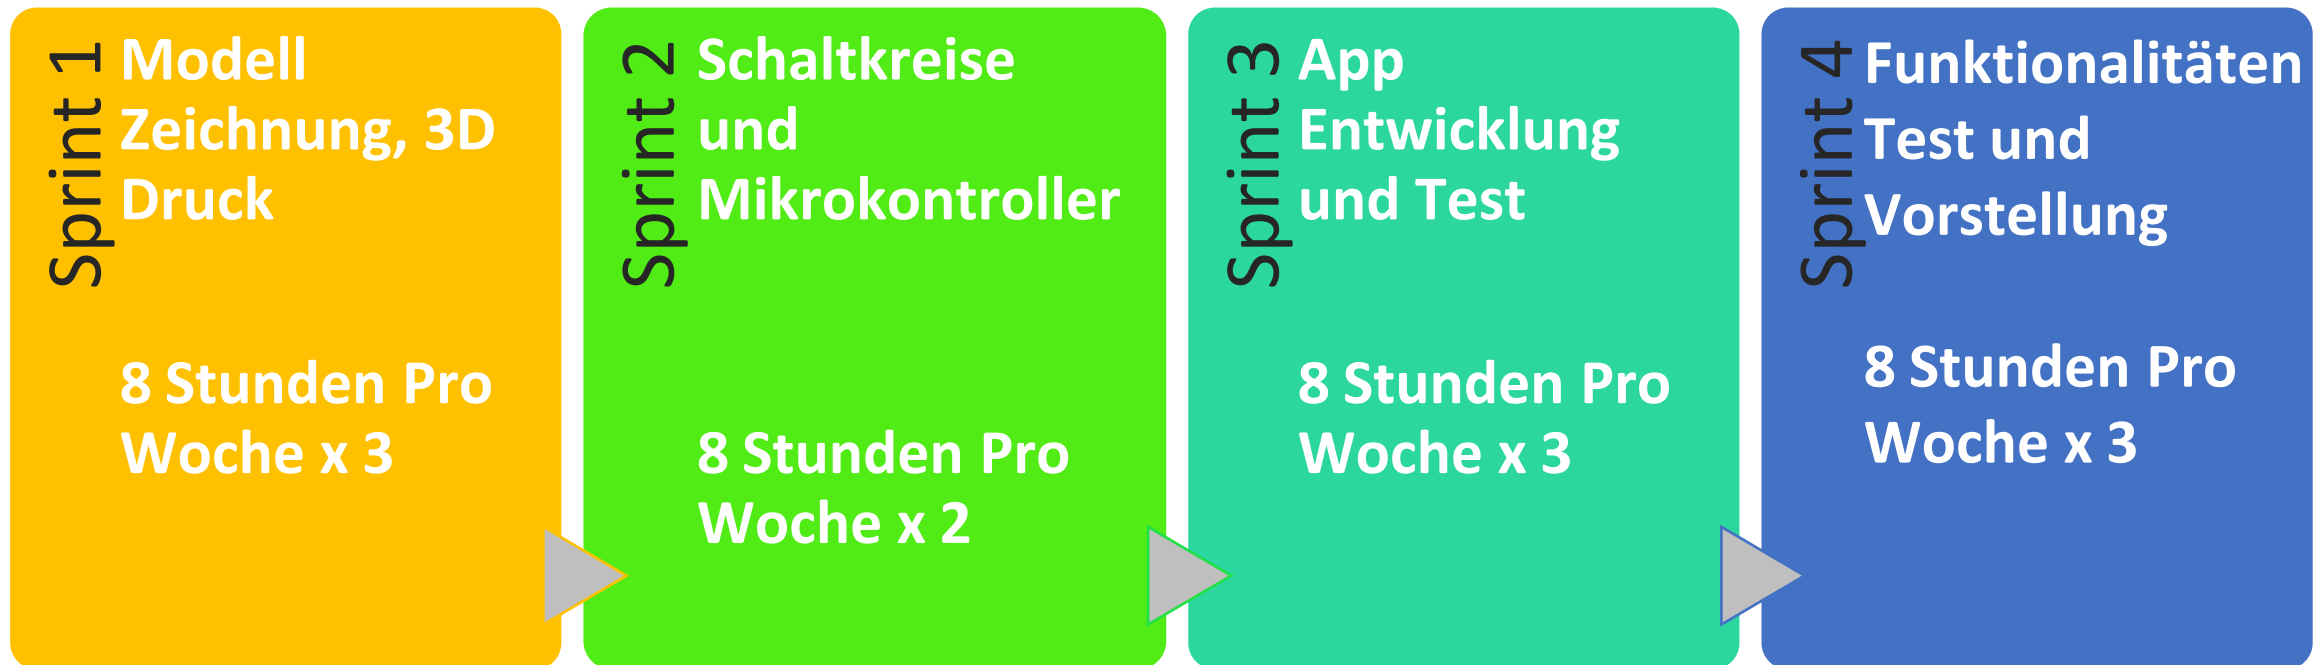 Sprint 1
Modell
Zeichnung, 3D
Druck
8 Stunden Pro
Woche x 3
Sprint 2
Schaltkreise
und
Mikrokontroller
8 Stunden Pro
Woche x 2
Sprint 3
App
Entwicklung
und Test
8 Stunden Pro
Woche x 3
Sprint 4
Funktionalitäten
Test und
Vorstellung
8 Stunden Pro
Woche x 3